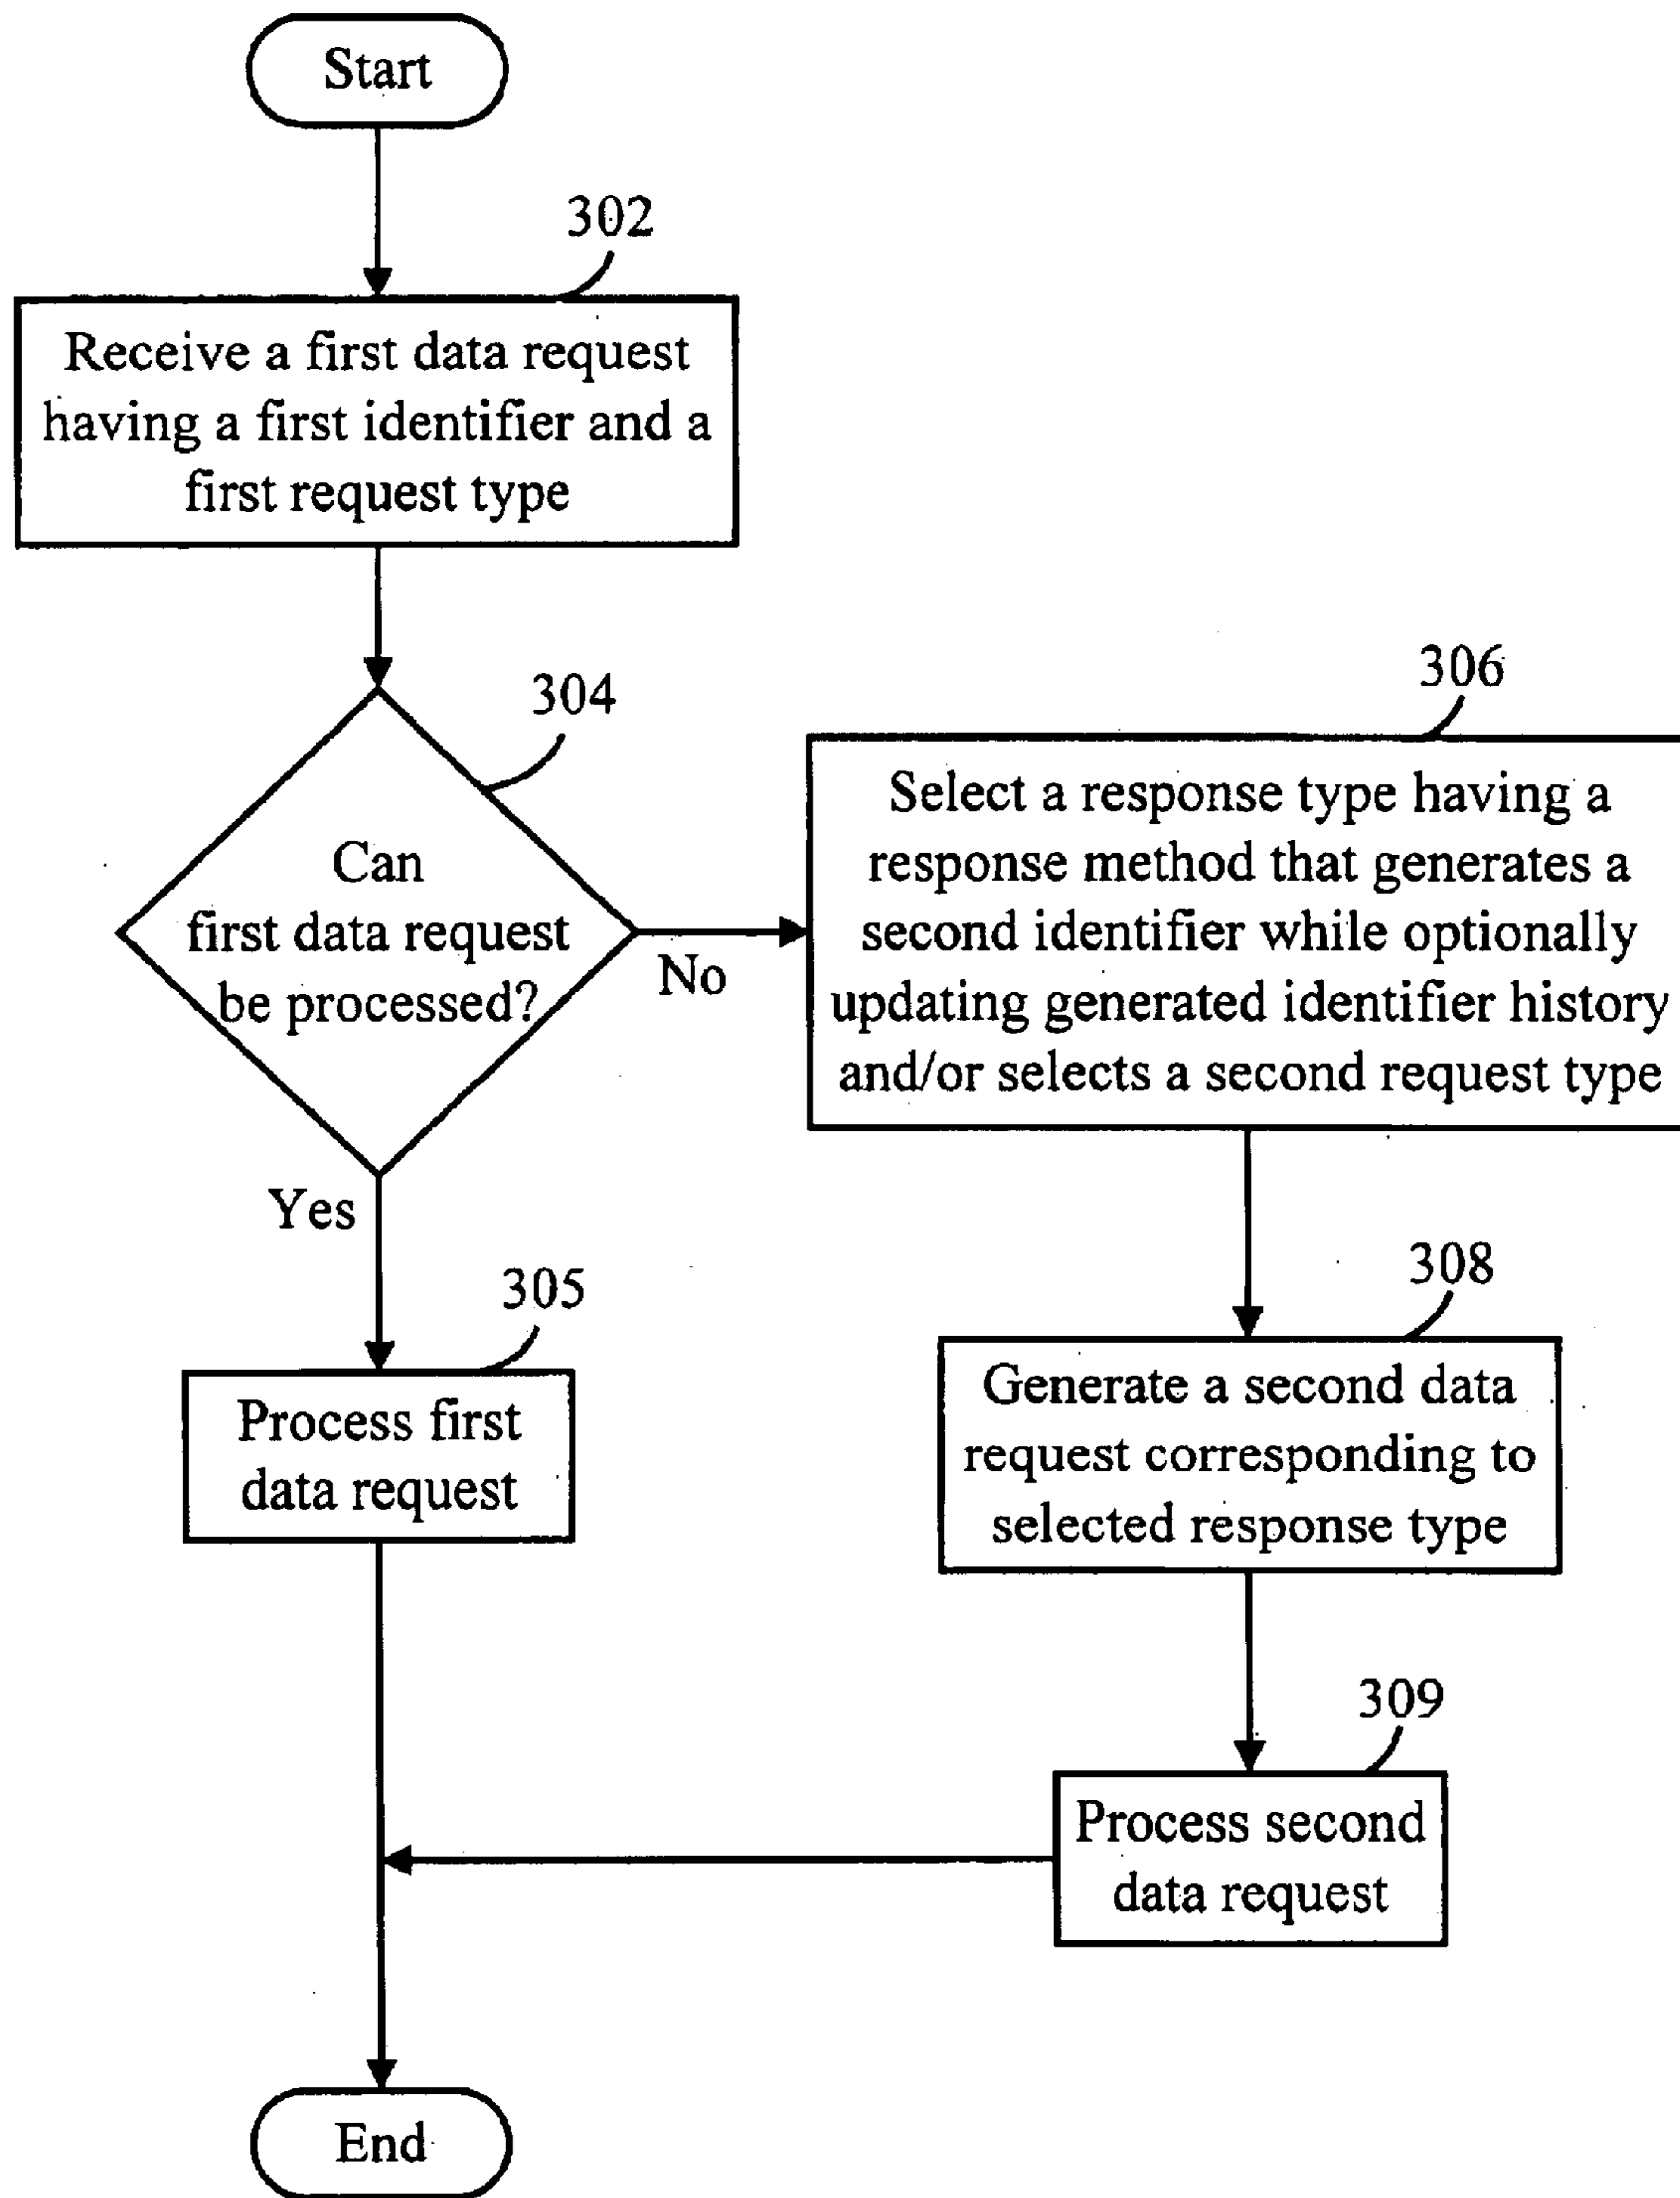 Start
302
Receive a first data request
having a first identifier and a
first request type
304
Can
first data request
be processed?
No
Yes
306
Select a response type having a
response method that generates a
second identifier while optionally
updating generated identifier history
and/or selects a second request type
305
Process first
data request
308
Generate a second data
request corresponding to
selected response type
309
Process second
data request
End